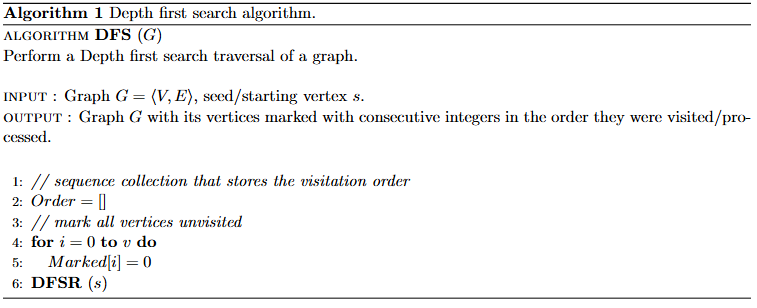 Algorithm 1 Depth first search algorithm.
ALGORITHM DFS (G)
Perform a Depth first search traversal of a graph.
INPUT : Graph G = ⟨V, E⟩, seed/starting vertex s.
OUTPUT : Graph G with its vertices marked with consecutive integers in the order they were visited/pro-
cessed.
1: // sequence collection that stores the visitation order
2: Order = []
3: // mark all vertices unvisited
4: for i = 0 to v do
5: Marked[i] = 0
6: DFSR (s)